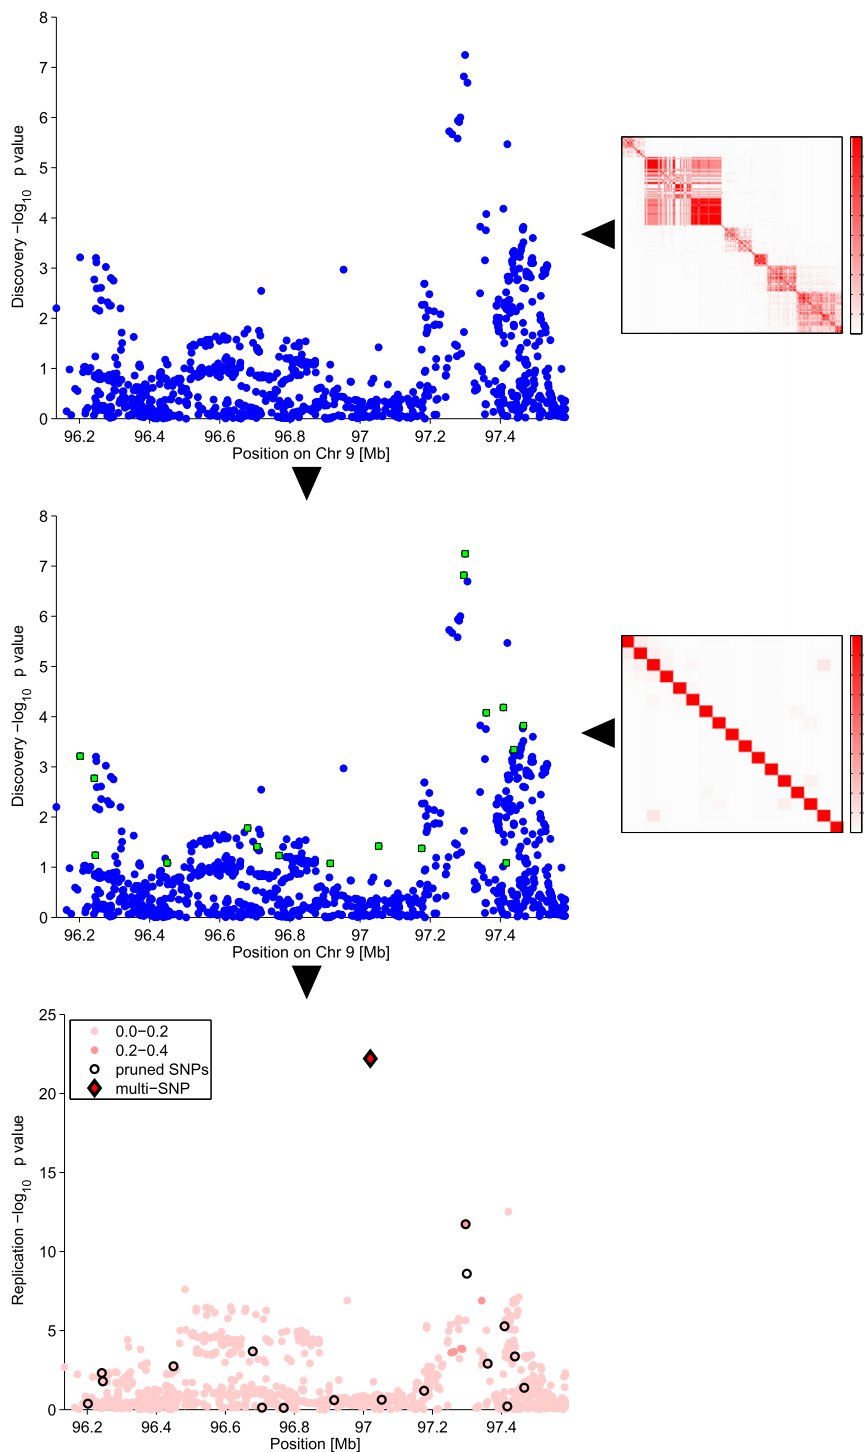 8
7
6
5
4
3
2
1
0
Discovery −log10 p value
96.2 96.4 96.6 96.8 97 97.2 97.4
Position on Chr 9 [Mb]
8
7
6
5
4
3
2
1
0
Discovery −log10 p value
96.2 96.4 96.6 96.8 97 97.2 97.4
Position on Chr 9 [Mb]
25
20
15
10
5
0
Replication −log10 p value
0.0−0.2
0.2−0.4
pruned SNPs
multi−SNP
96.2 96.4 96.6 96.8 97 97.2 97.4
Position [Mb]